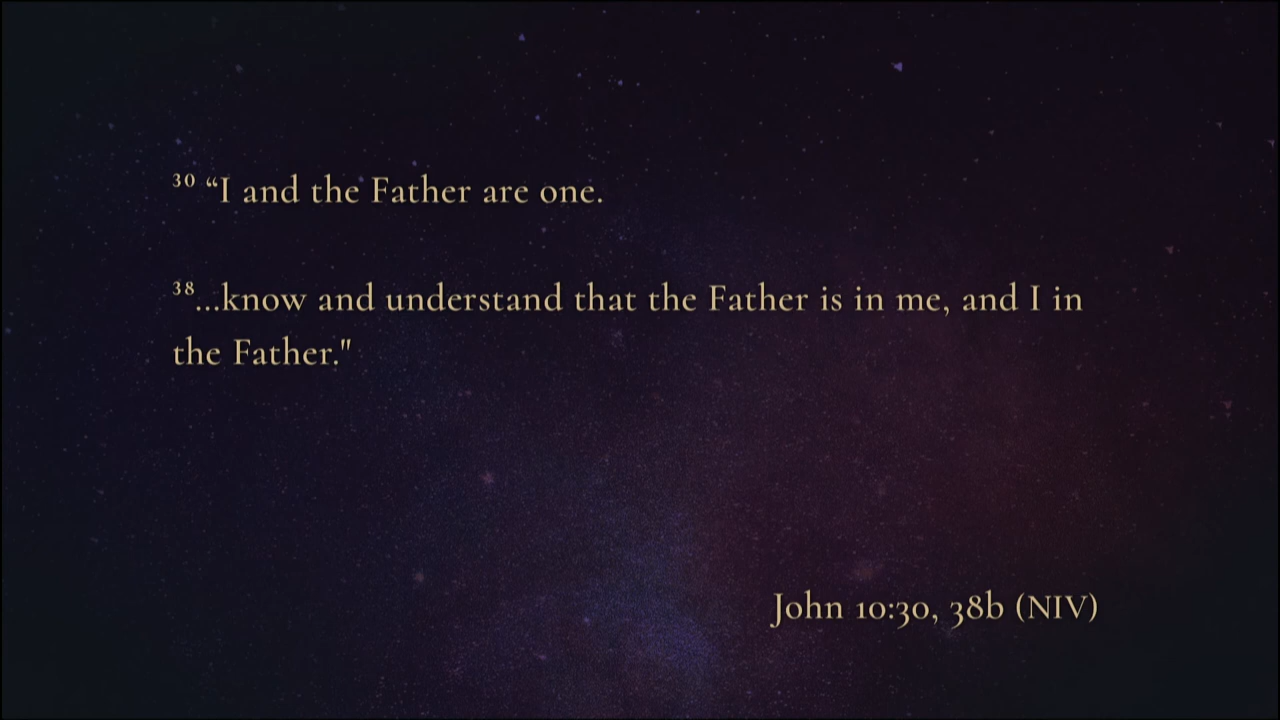 ³⁰ “I and the Father are one.
³⁸...know and understand that the Father is in me, and I in
the Father."
John 10:30, 38b (NIV)